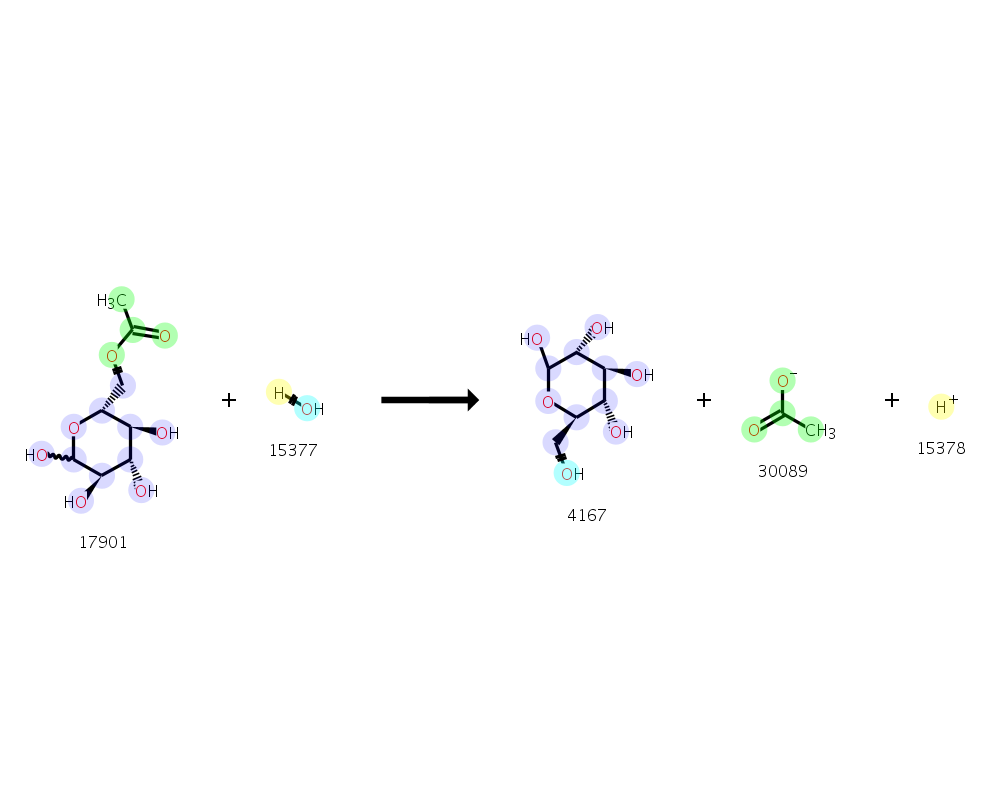 H3C
O
O
O
HO
OH
HO
OH
17901
+
H
OH
15377
HO
OH
O
OH
OH
OH
4167
+
O−
O
CH3
30089
+
H+
15378